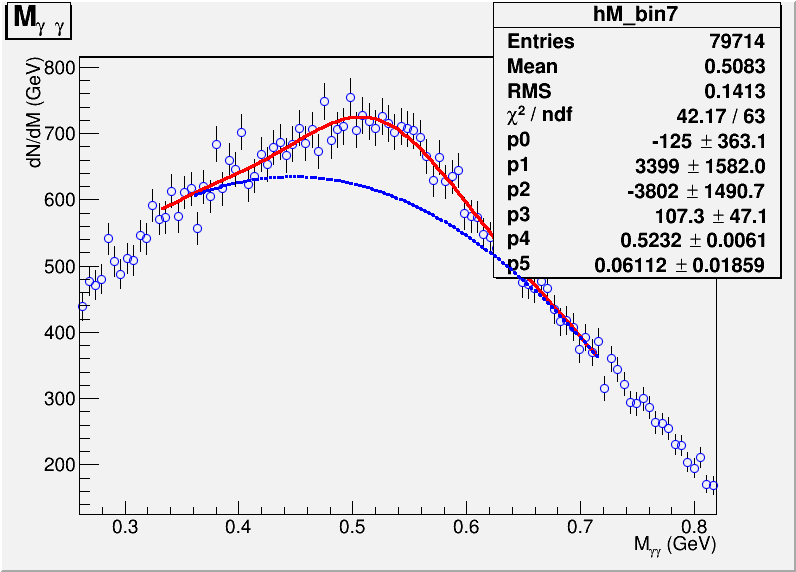 M γ γ
hM_bin7
Entries 79714
Mean 0.5083
RMS 0.1413
χ² / ndf 42.17 / 63
p0 -125 ± 363.1
p1 3399 ± 1582.0
p2 -3802 ± 1490.7
p3 107.3 ± 47.1
p4 0.5232 ± 0.0061
p5 0.06112 ± 0.01859
dN/dM (GeV)
800
700
600
500
400
300
200
0.3 0.4 0.5 0.6 0.7 0.8
M γγ (GeV)